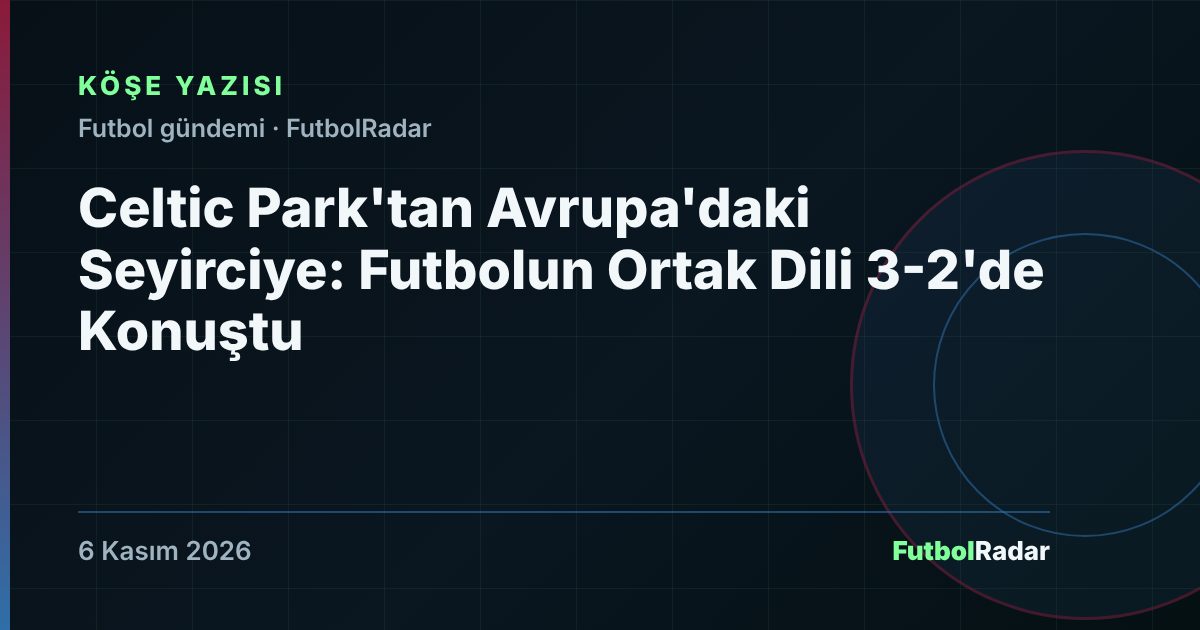 KÖŞE YAZISI
Futbol gündemi · FutbolRadar
Celtic Park'tan Avrupa'daki
Seyirciye: Futbolun Ortak Dili 3-2'de
Konuştu
6 Kasım 2026
FutbolRadar